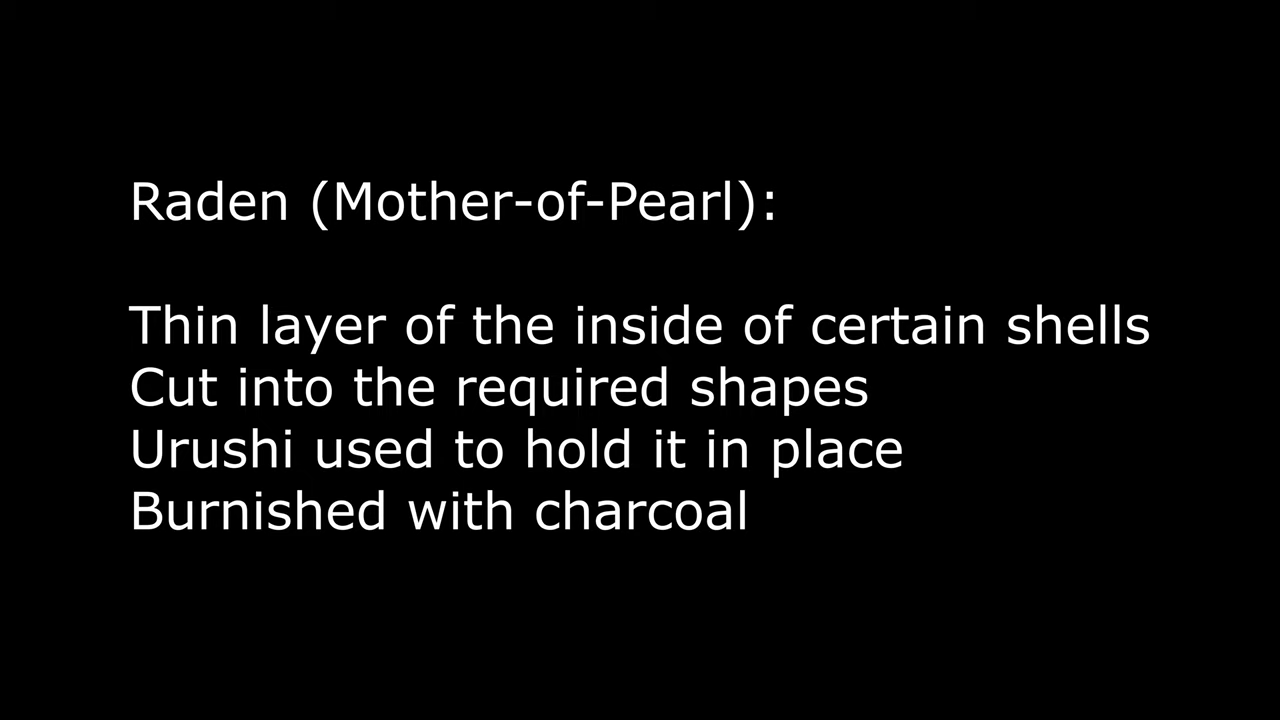 Raden (Mother-of-Pearl):
Thin layer of the inside of certain shells
Cut into the required shapes
Urushi used to hold it in place
Burnished with charcoal